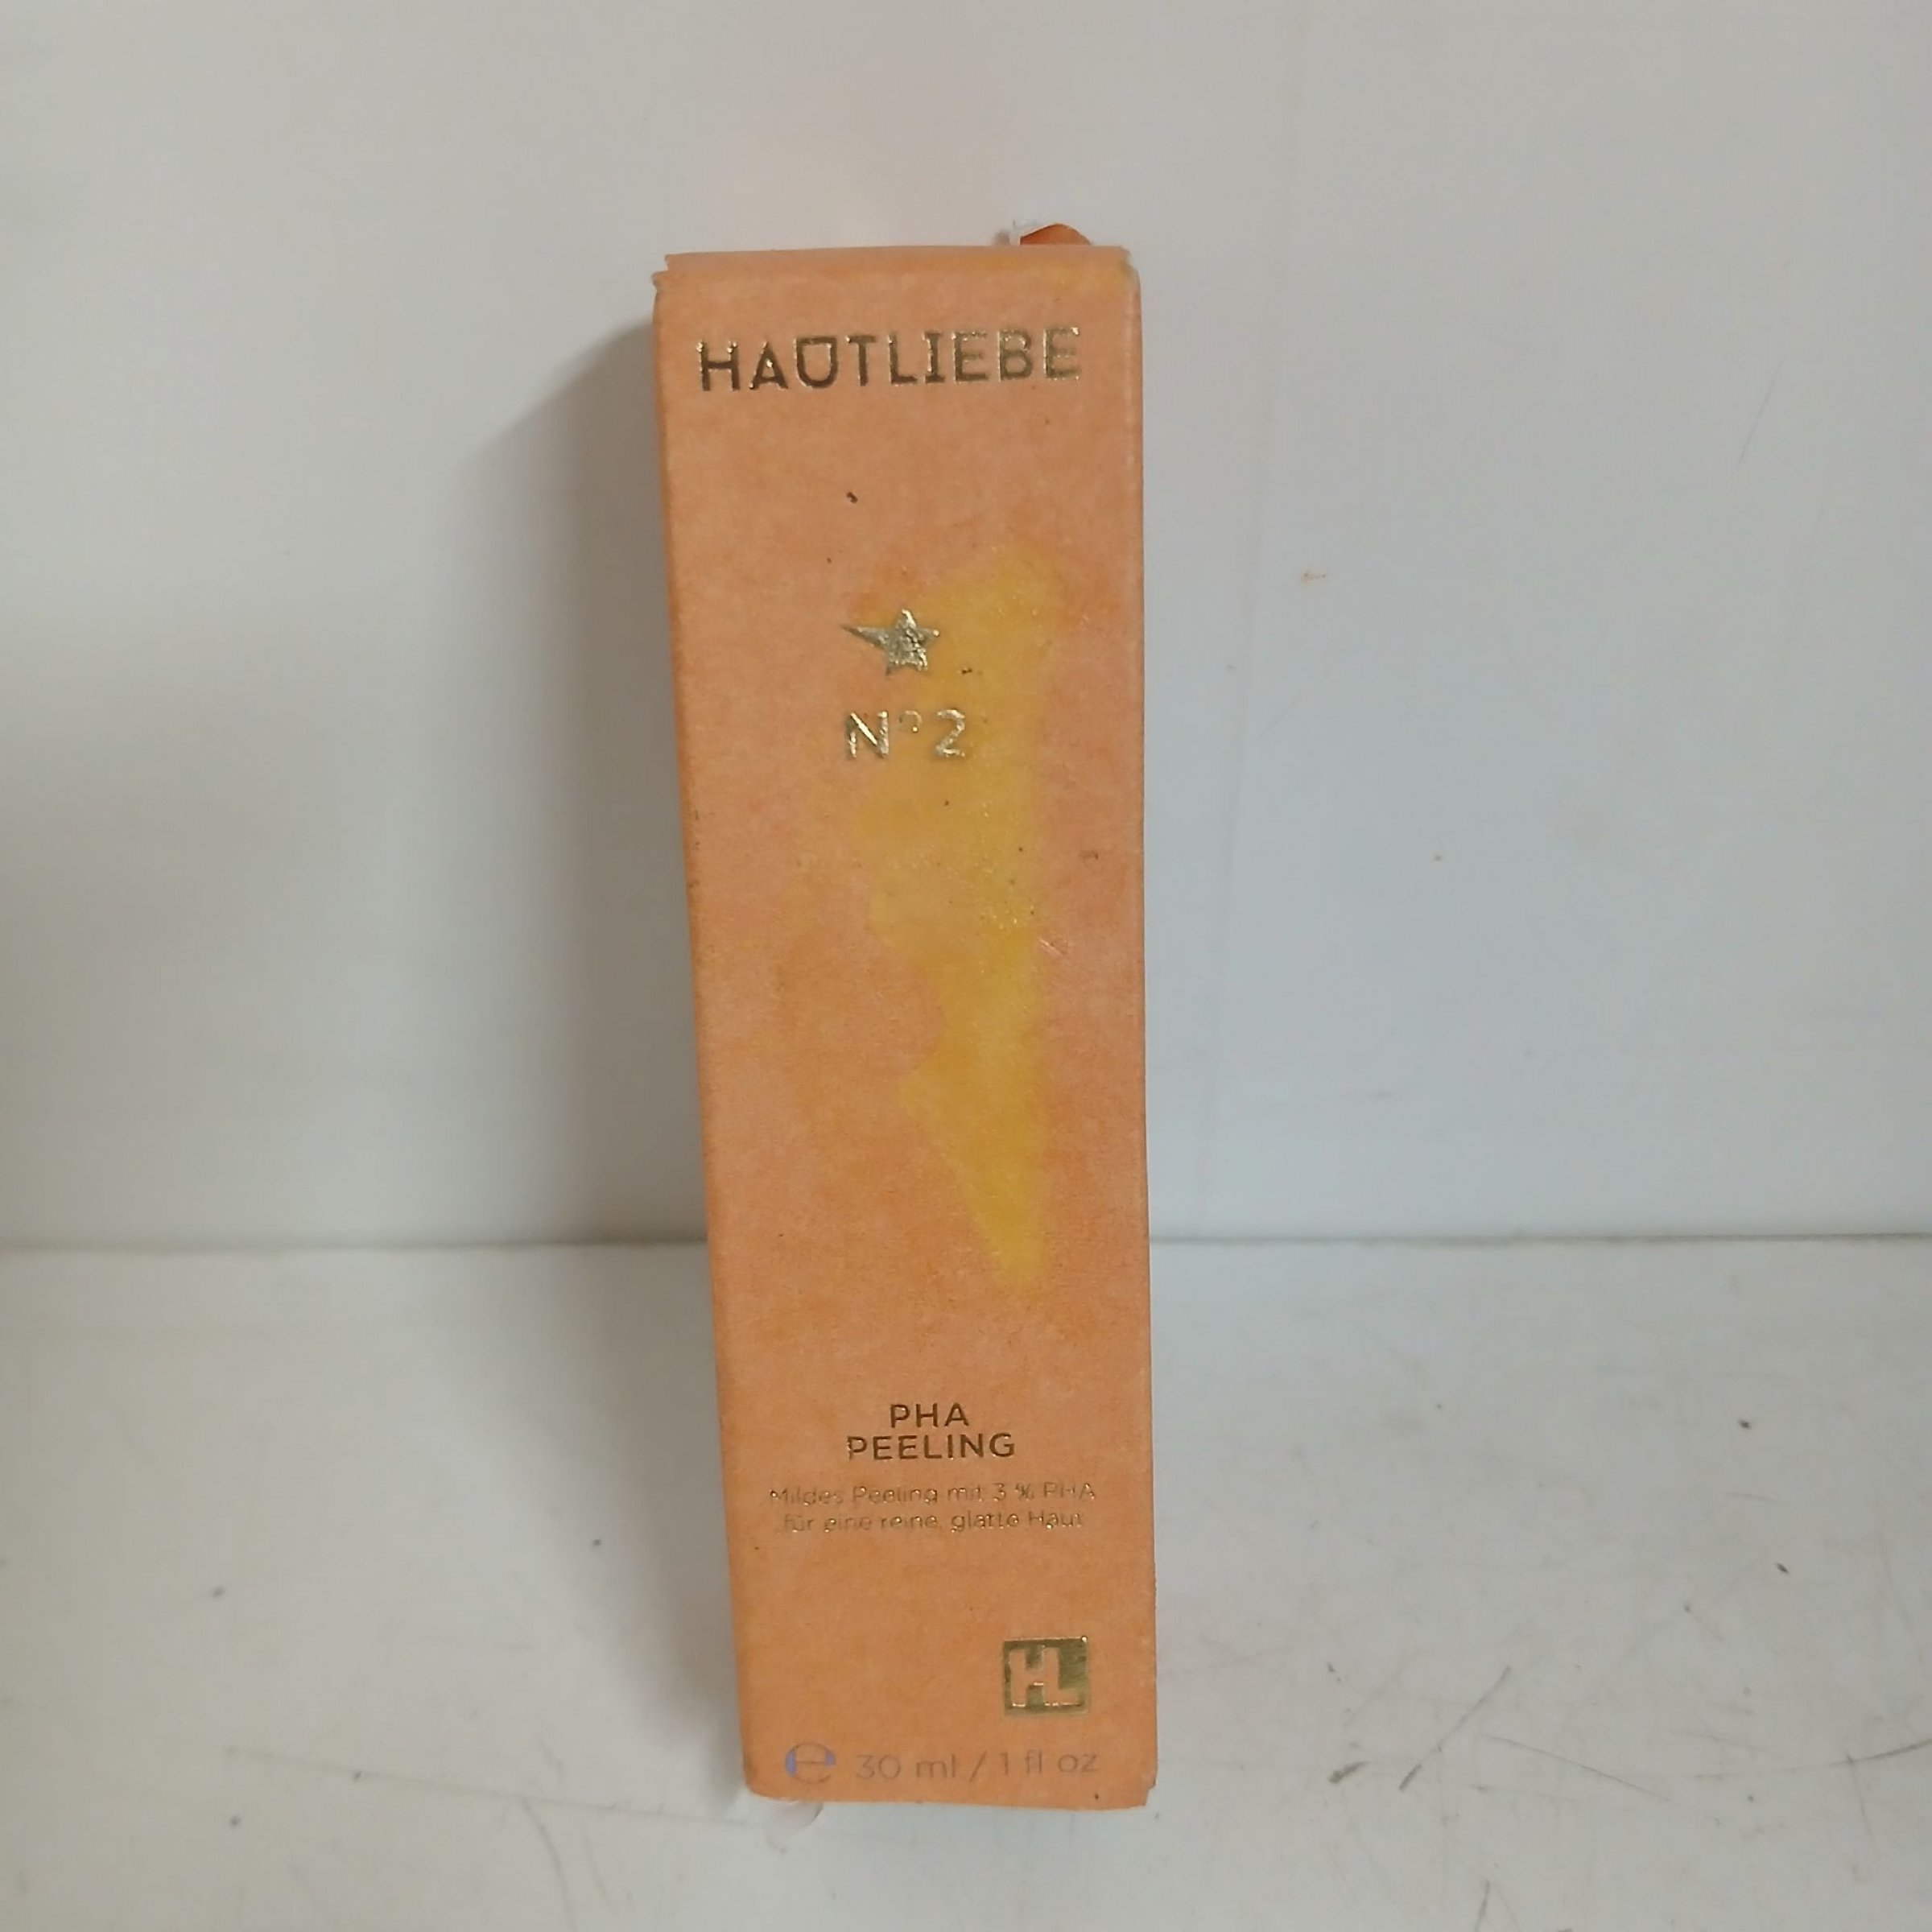 HAUTLIEBE
N° 2
PHA
PEELING
Mildes Peeling mit 3 % PHA
für eine reine, glatte Haut
HL
℮ 30 ml / 1 fl oz